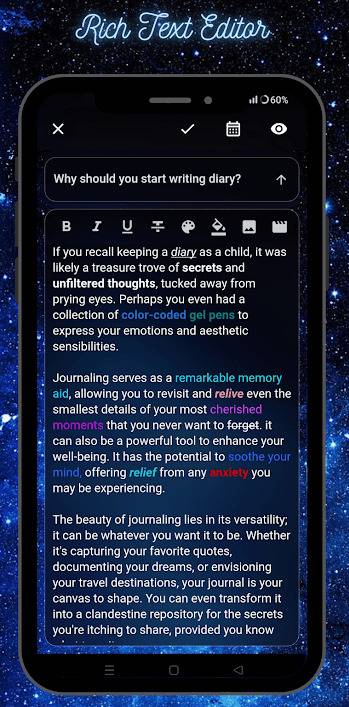 Rich Text Editor
60%
Why should you start writing diary?
B I U S
If you recall keeping a diary as a child, it was
likely a treasure trove of secrets and
unfiltered thoughts, tucked away from
prying eyes. Perhaps you even had a
collection of color-coded gel pens to
express your emotions and aesthetic
sensibilities.
Journaling serves as a remarkable memory
aid, allowing you to revisit and relive even the
smallest details of your most cherished
moments that you never want to forget. it
can also be a powerful tool to enhance your
well-being. It has the potential to soothe your
mind, offering relief from any anxiety you
may be experiencing.
The beauty of journaling lies in its versatility;
it can be whatever you want it to be. Whether
it's capturing your favorite quotes,
documenting your dreams, or envisioning
your travel destinations, your journal is your
canvas to shape. You can even transform it
into a clandestine repository for the secrets
you're itching to share, provided you know